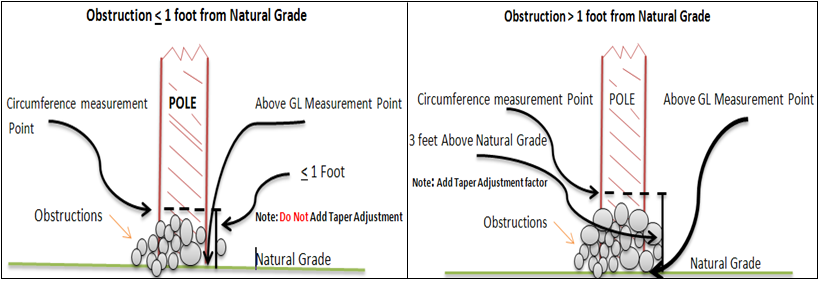 Obstruction ≤ 1 foot from Natural Grade
Circumference measurement
Point
POLE
Above GL Measurement Point
≤ 1 Foot
Obstructions
Note: Do Not Add Taper Adjustment
Natural Grade
Obstruction > 1 foot from Natural Grade
Circumference measurement Point
POLE
Above GL Measurement Point
3 feet Above Natural Grade
Note: Add Taper Adjustment factor
Obstructions
Natural Grade